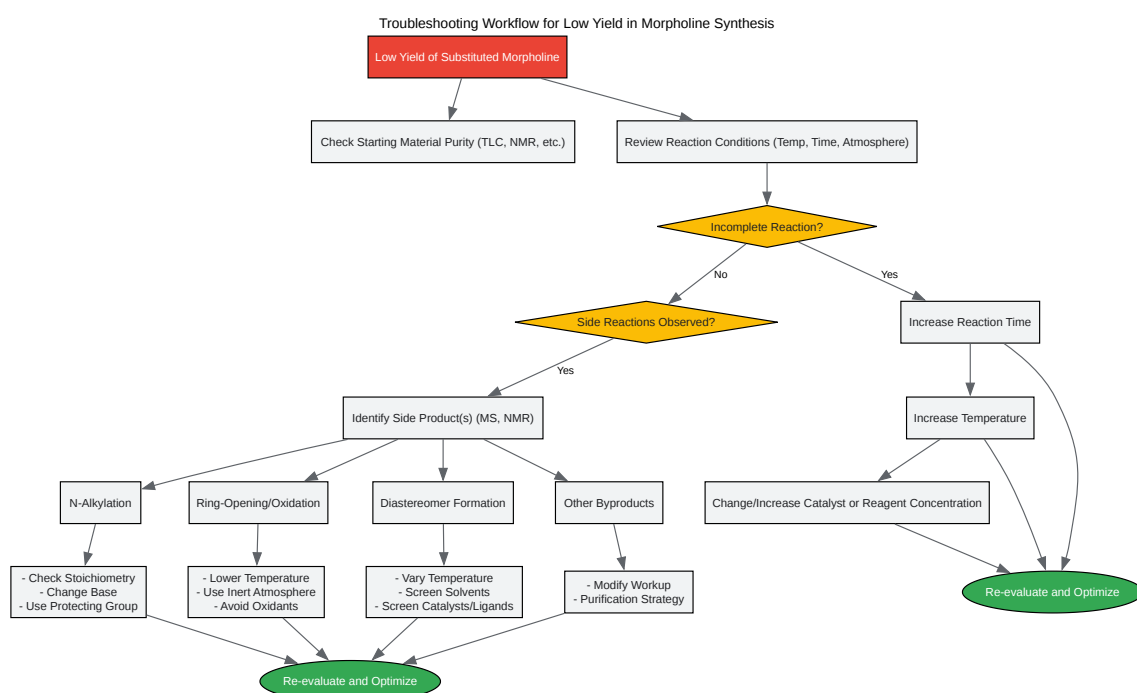 Troubleshooting Workflow for Low Yield in Morpholine Synthesis
Low Yield of Substituted Morpholine
Check Starting Material Purity (TLC, NMR, etc.)
Review Reaction Conditions (Temp, Time, Atmosphere)
Incomplete Reaction?
No
Yes
Side Reactions Observed?
Increase Reaction Time
Yes
Identify Side Product(s) (MS, NMR)
Increase Temperature
N-Alkylation
Ring-Opening/Oxidation
Diastereomer Formation
Other Byproducts
Change/Increase Catalyst or Reagent Concentration
- Check Stoichiometry
- Change Base
- Use Protecting Group
- Lower Temperature
- Use Inert Atmosphere
- Avoid Oxidants
- Vary Temperature
- Screen Solvents
- Screen Catalysts/Ligands
- Modify Workup
- Purification Strategy
Re-evaluate and Optimize
Re-evaluate and Optimize